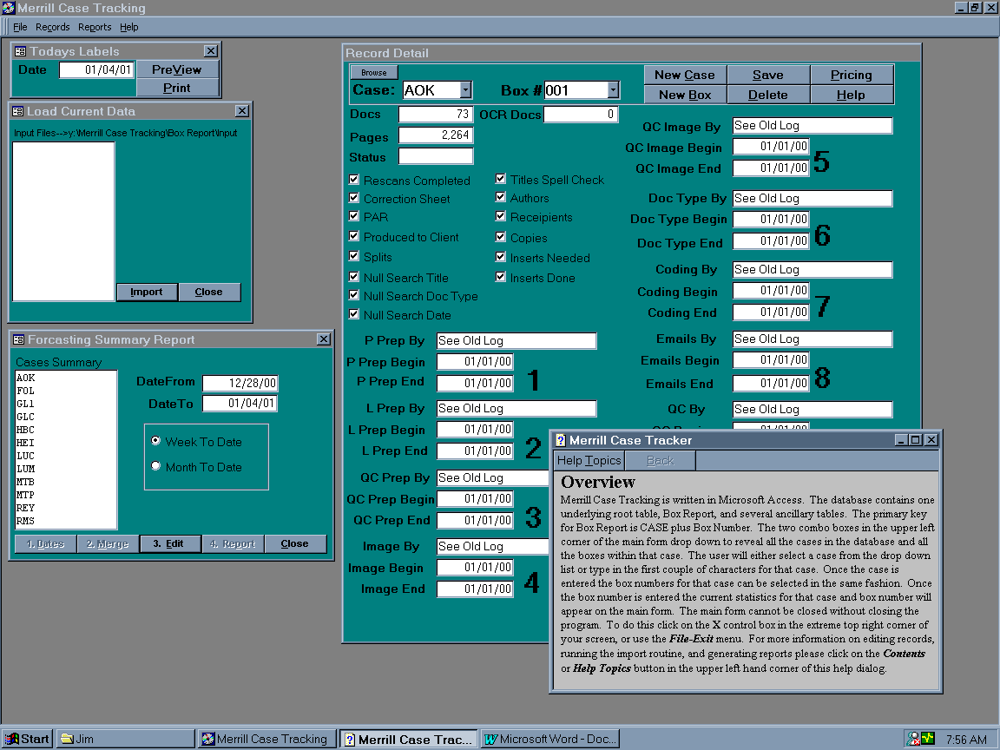 Merrill Case Tracking
File Records Reports Help
Todays Labels
Date 01/04/01 PreView
Print
Load Current Data
Input Files-->y:\Merrill Case Tracking\Box Report\Input
Import Close
Forcasting Summary Report
Cases Summary
AOK
FOL
GL1
GLC
HBC
HEI
LUC
LUM
MTB
MTP
REY
RMS
DateFrom 12/28/00
DateTo 01/04/01
Week To Date
Month To Date
1. Dates 2. Merge 3. Edit 4. Report Close
Record Detail
Browse
Case: AOK Box # 001
New Case Save Pricing
New Box Delete Help
Docs 73 OCR Docs 0
Pages 2,264
Status
Rescans Completed
Correction Sheet
PAR
Produced to Client
Splits
Null Search Title
Null Search Doc Type
Null Search Date
Titles Spell Check
Authors
Receipients
Copies
Inserts Needed
Inserts Done
P Prep By See Old Log
P Prep Begin 01/01/00
P Prep End 01/01/00
1
L Prep By See Old Log
L Prep Begin 01/01/00
L Prep End 01/01/00
2
QC Prep By See Old Log
QC Prep Begin 01/01/00
QC Prep End 01/01/00
3
Image By See Old Log
Image Begin 01/01/00
Image End 01/01/00
4
QC Image By See Old Log
QC Image Begin 01/01/00
QC Image End 01/01/00
5
Doc Type By See Old Log
Doc Type Begin 01/01/00
Doc Type End 01/01/00
6
Coding By See Old Log
Coding Begin 01/01/00
Coding End 01/01/00
7
Emails By See Old Log
Emails Begin 01/01/00
Emails End 01/01/00
8
QC By See Old Log
Merrill Case Tracker
Help Topics Back
Overview
Merrill Case Tracking is written in Microsoft Access. The database contains one
underlying root table, Box Report, and several ancillary tables. The primary key
for Box Report is CASE plus Box Number. The two combo boxes in the upper left
corner of the main form drop down to reveal all the cases in the database and all
the boxes within that case. The user will either select a case from the drop down
list or type in the first couple of characters for that case. Once the case is
entered the box numbers for that case can be selected in the same fashion. Once
the box number is entered the current statistics for that case and box number will
appear on the main form. The main form cannot be closed without closing the
program. To do this click on the X control box in the extreme top right corner of
your screen, or use the File-Exit menu. For more information on editing records,
running the import routine, and generating reports please click on the Contents
or Help Topics button in the upper left hand corner of this help dialog.
Start Jim Merrill Case Tracking Merrill Case Trac... Microsoft Word - Doc... 7:56 AM